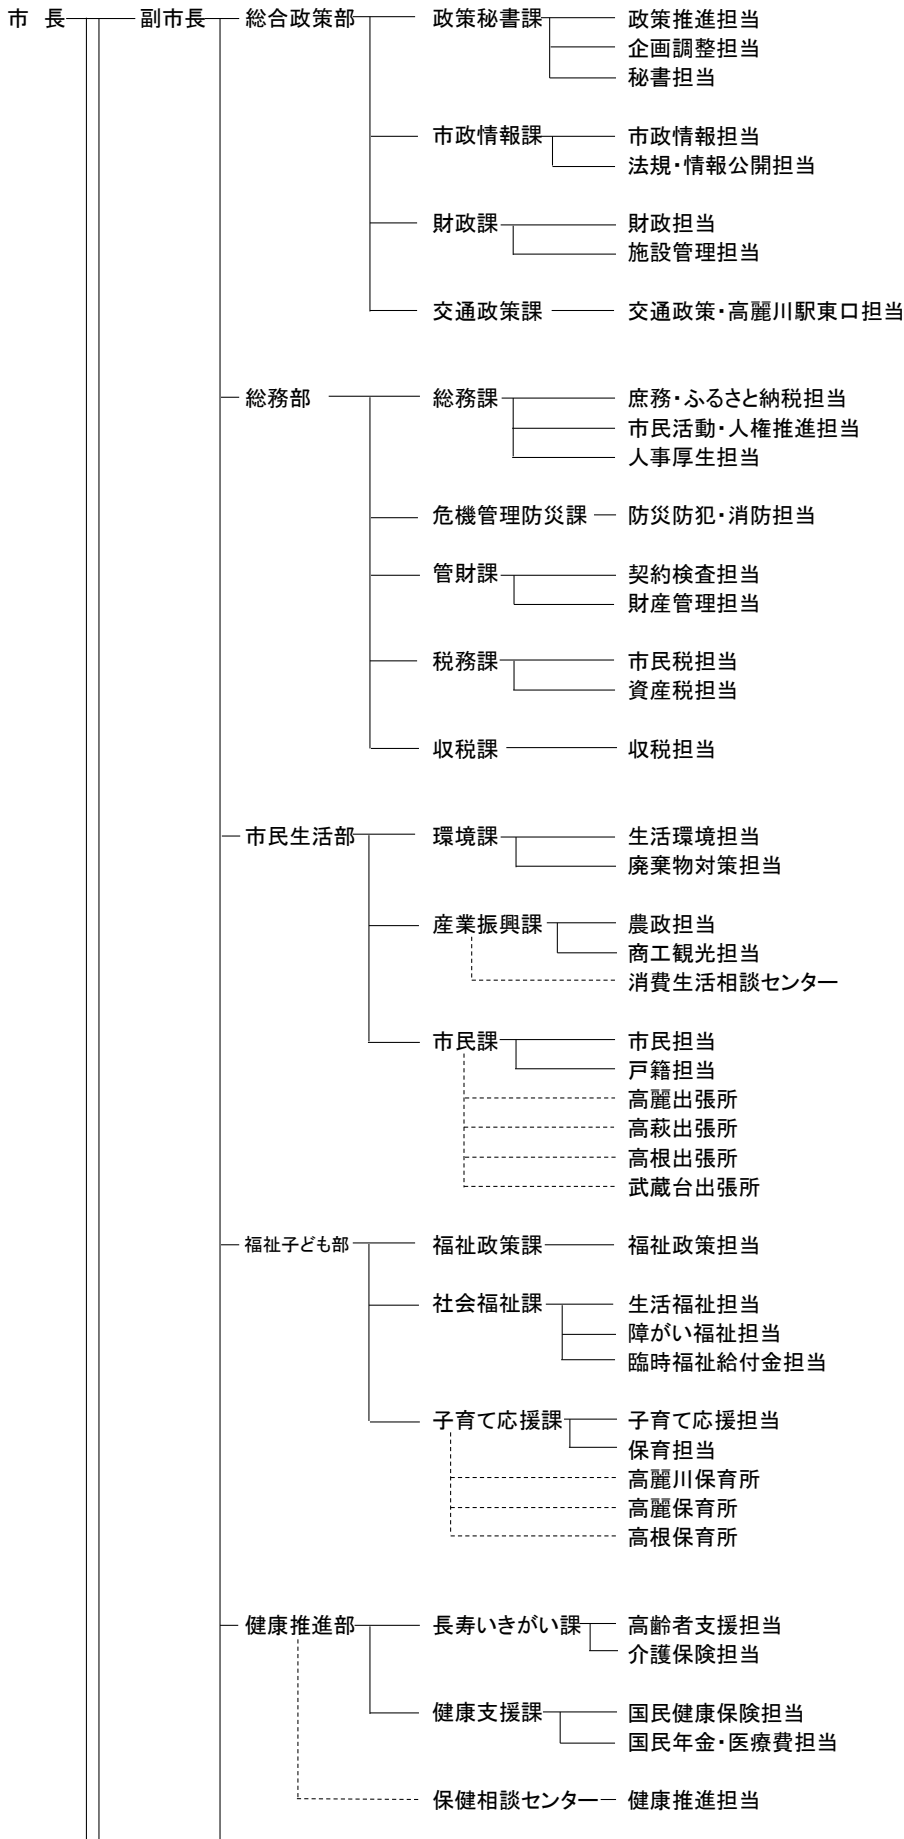 市 長 副市長 総合政策部 政策秘書課 政策推進担当
企画調整担当
秘書担当
市政情報課 市政情報担当
法規・情報公開担当
財政課 財政担当
施設管理担当
交通政策課 交通政策・高麗川駅東口担当
総務部 総務課 庶務・ふるさと納税担当
市民活動・人権推進担当
人事厚生担当
危機管理防災課 防災防犯・消防担当
管財課 契約検査担当
財産管理担当
税務課 市民税担当
資産税担当
収税課 収税担当
市民生活部 環境課 生活環境担当
廃棄物対策担当
産業振興課 農政担当
商工観光担当
消費生活相談センター
市民課 市民担当
戸籍担当
高麗出張所
高萩出張所
高根出張所
武蔵台出張所
福祉子ども部 福祉政策課 福祉政策担当
社会福祉課 生活福祉担当
障がい福祉担当
臨時福祉給付金担当
子育て応援課 子育て応援担当
保育担当
高麗川保育所
高麗保育所
高根保育所
健康推進部 長寿いきがい課 高齢者支援担当
介護保険担当
健康支援課 国民健康保険担当
国民年金・医療費担当
保健相談センター 健康推進担当